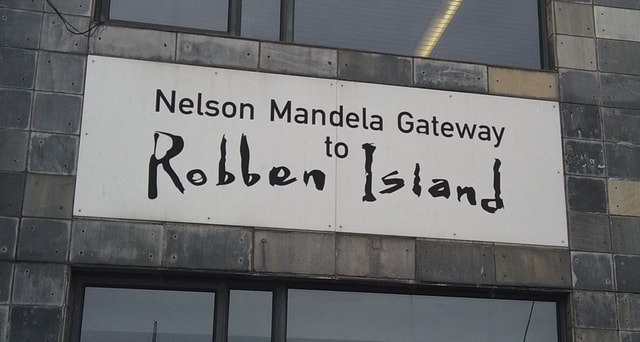 Nelson Mandela Gateway
to
Robben Island